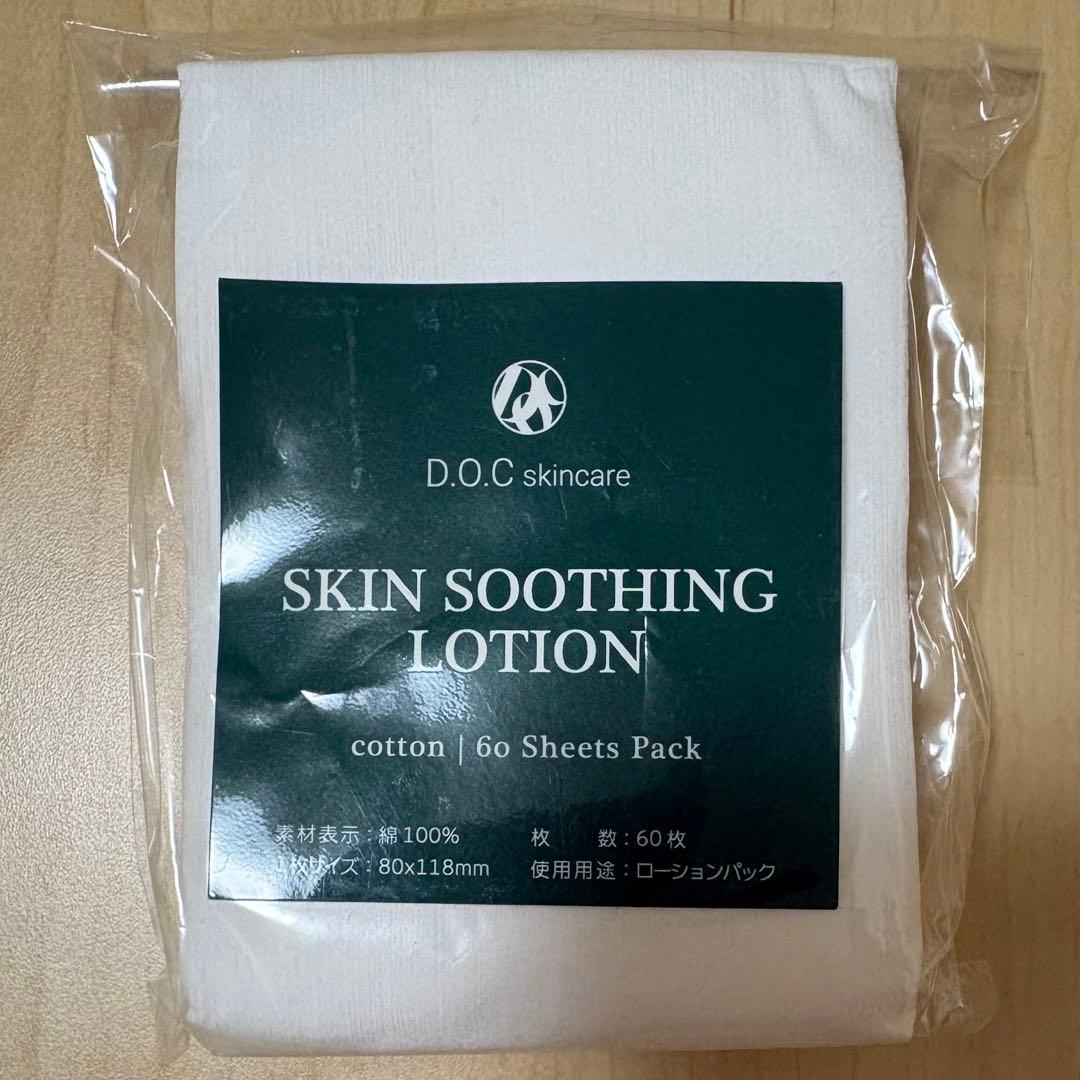 D.O.C skincare
SKIN SOOTHING
LOTION
cotton | 60 Sheets Pack
素材表示：綿100% 枚　数：60枚
1枚サイズ：80x118mm 使用用途：ローションパック